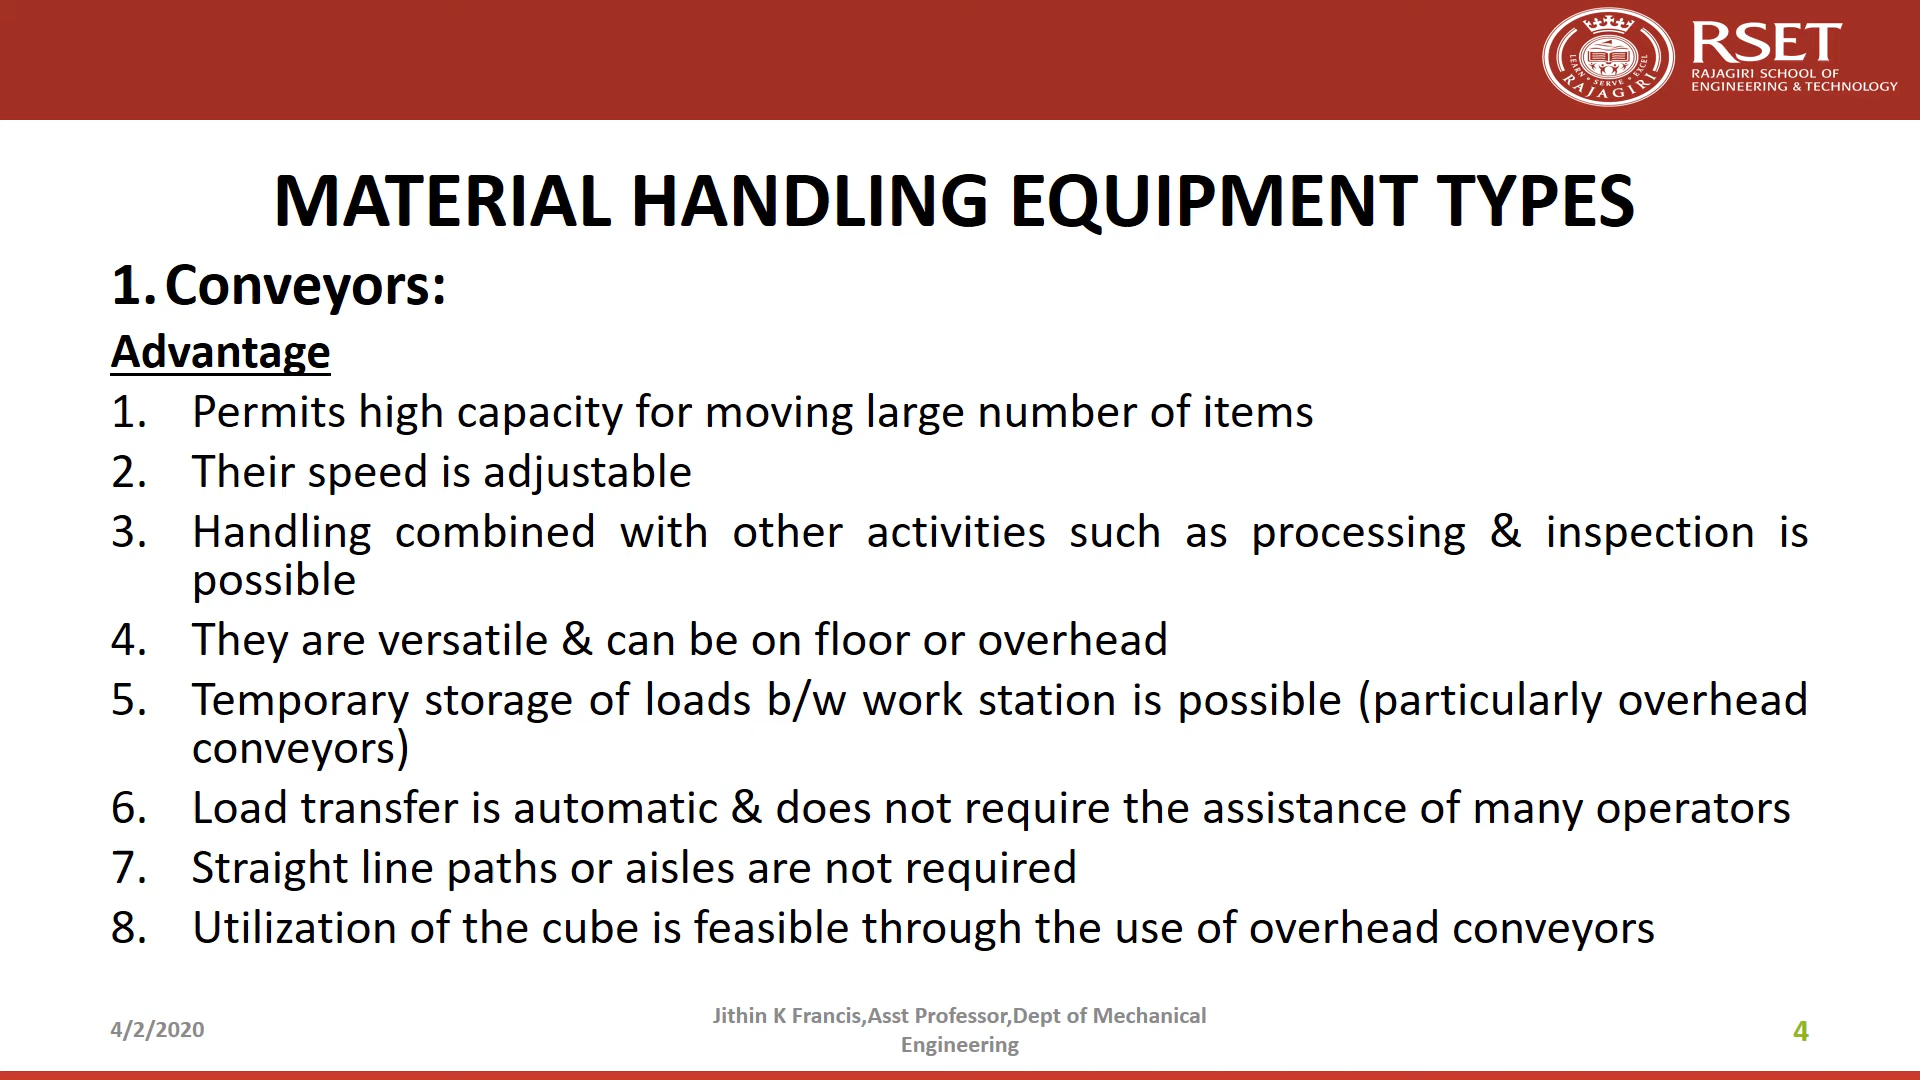 LEARN • SERVE • EXCEL
RAJAGIRI
RSET
RAJAGIRI SCHOOL OF
ENGINEERING & TECHNOLOGY
MATERIAL HANDLING EQUIPMENT TYPES
1. Conveyors:
Advantage
1. Permits high capacity for moving large number of items
2. Their speed is adjustable
3. Handling combined with other activities such as processing & inspection is
possible
4. They are versatile & can be on floor or overhead
5. Temporary storage of loads b/w work station is possible (particularly overhead
conveyors)
6. Load transfer is automatic & does not require the assistance of many operators
7. Straight line paths or aisles are not required
8. Utilization of the cube is feasible through the use of overhead conveyors
4/2/2020
Jithin K Francis,Asst Professor,Dept of Mechanical
Engineering
4